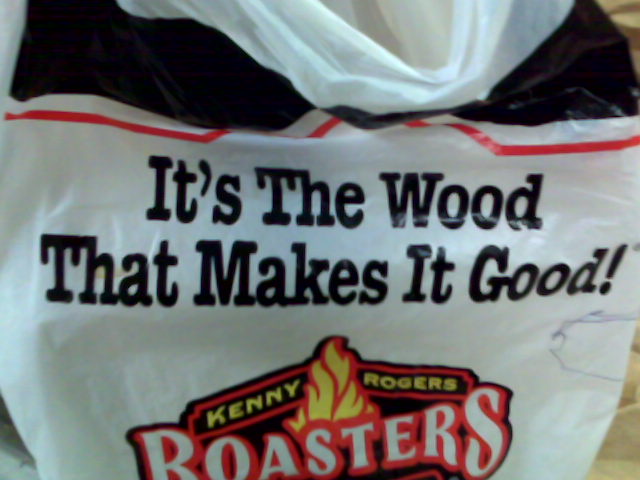 It's The Wood
That Makes It Good!
KENNY ROGERS
ROASTERS